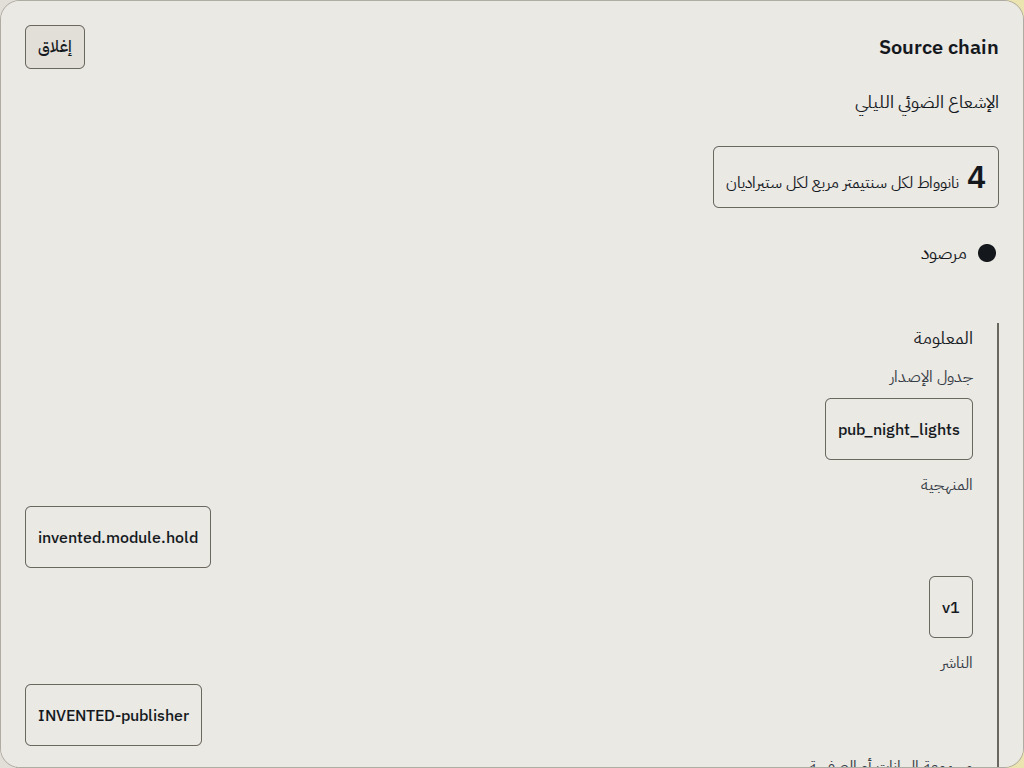 Source chain
إغلاق
الإشعاع الضوئي الليلي
4 نانوواط لكل سنتيمتر مربع لكل ستيراديان
مرصود
المعلومة
جدول الإصدار
pub_night_lights
المنهجية
invented.module.hold
v1
الناشر
INVENTED-publisher